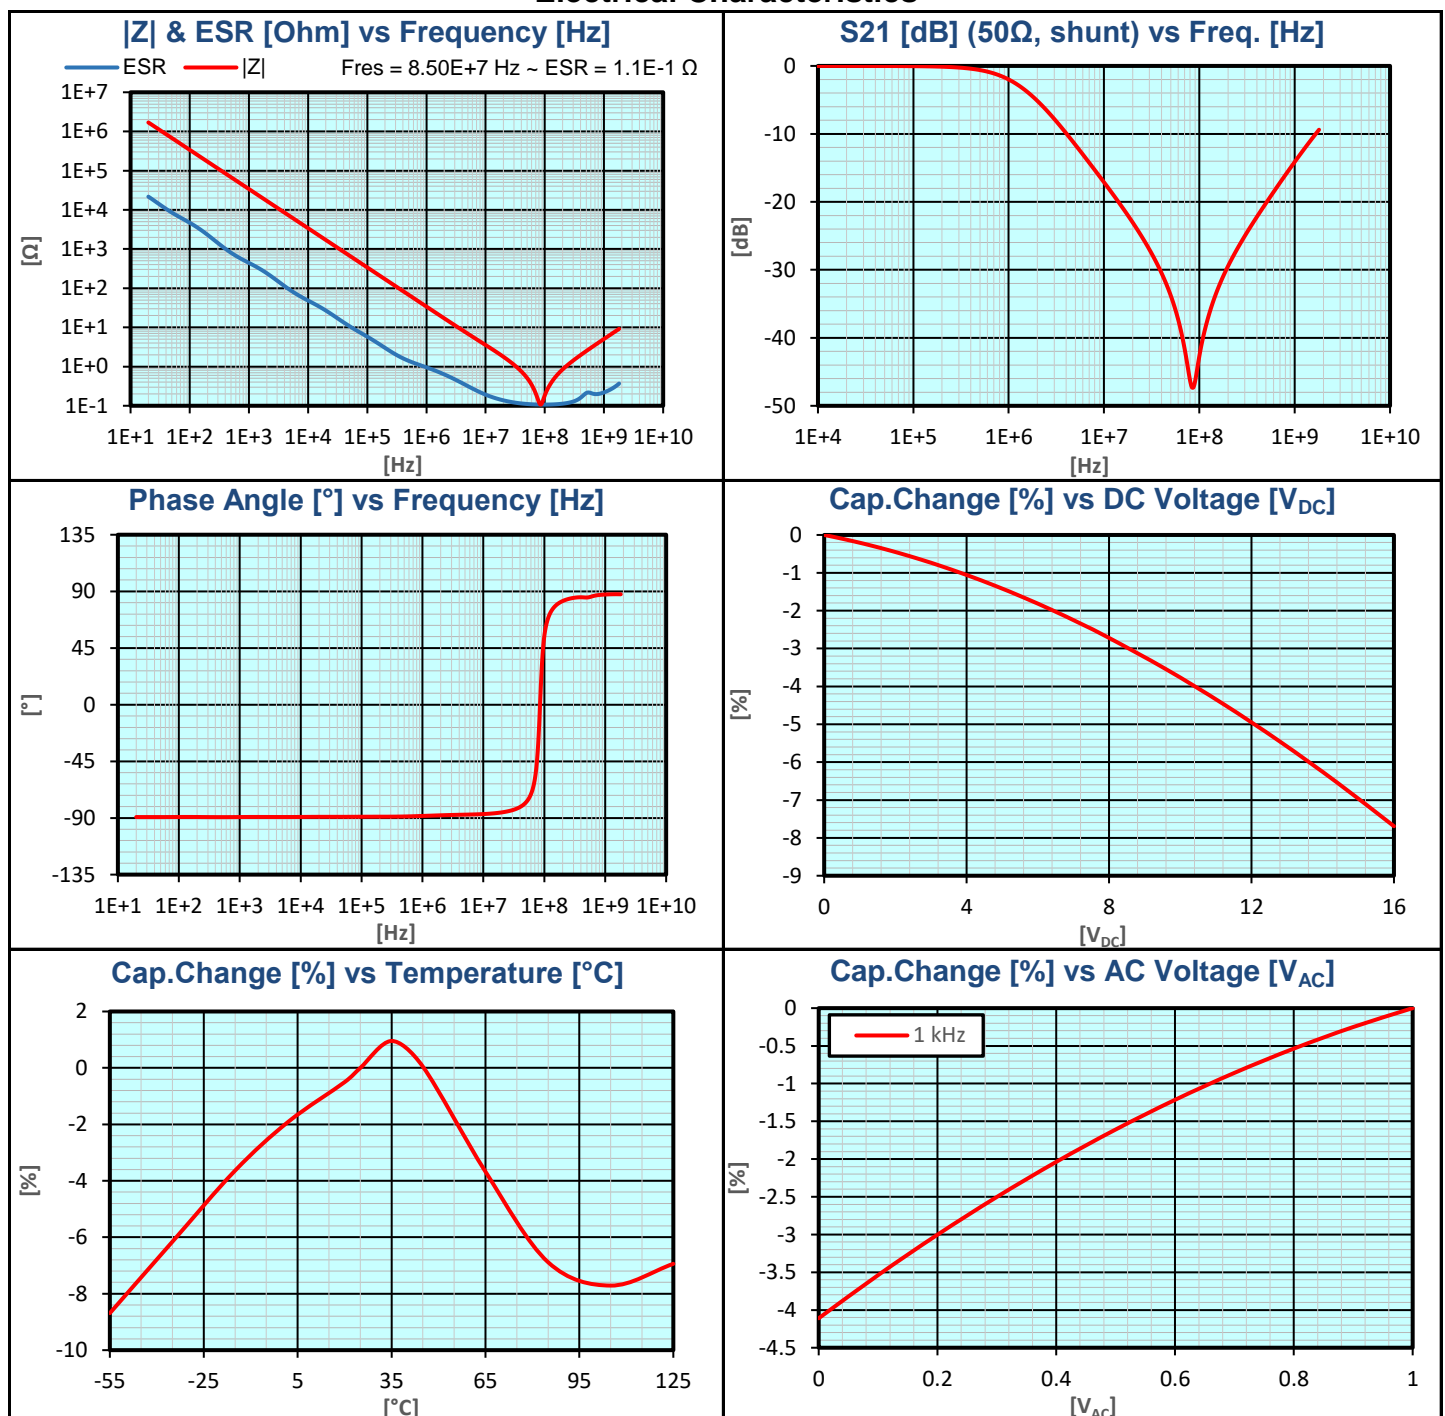 Electrical Characteristics
|Z| & ESR [Ohm] vs Frequency [Hz]
ESR |Z| Fres = 8.50E+7 Hz ~ ESR = 1.1E-1 Ω
1E+7
1E+6
1E+5
1E+4
1E+3
1E+2
1E+1
1E+0
1E-1
[Ω]
1E+1 1E+2 1E+3 1E+4 1E+5 1E+6 1E+7 1E+8 1E+9 1E+10
[Hz]
S21 [dB] (50Ω, shunt) vs Freq. [Hz]
0
-10
-20
-30
-40
-50
[dB]
1E+4 1E+5 1E+6 1E+7 1E+8 1E+9 1E+10
[Hz]
Phase Angle [°] vs Frequency [Hz]
135
90
45
0
-45
-90
-135
[°]
1E+1 1E+2 1E+3 1E+4 1E+5 1E+6 1E+7 1E+8 1E+9 1E+10
[Hz]
Cap.Change [%] vs DC Voltage [VDC]
0
-1
-2
-3
-4
-5
-6
-7
-8
-9
[%]
0 4 8 12 16
[VDC]
Cap.Change [%] vs Temperature [°C]
2
0
-2
-4
-6
-8
-10
[%]
-55 -25 5 35 65 95 125
[°C]
Cap.Change [%] vs AC Voltage [VAC]
1 kHz
0
-0.5
-1
-1.5
-2
-2.5
-3
-3.5
-4
-4.5
[%]
0 0.2 0.4 0.6 0.8 1
[VAC]